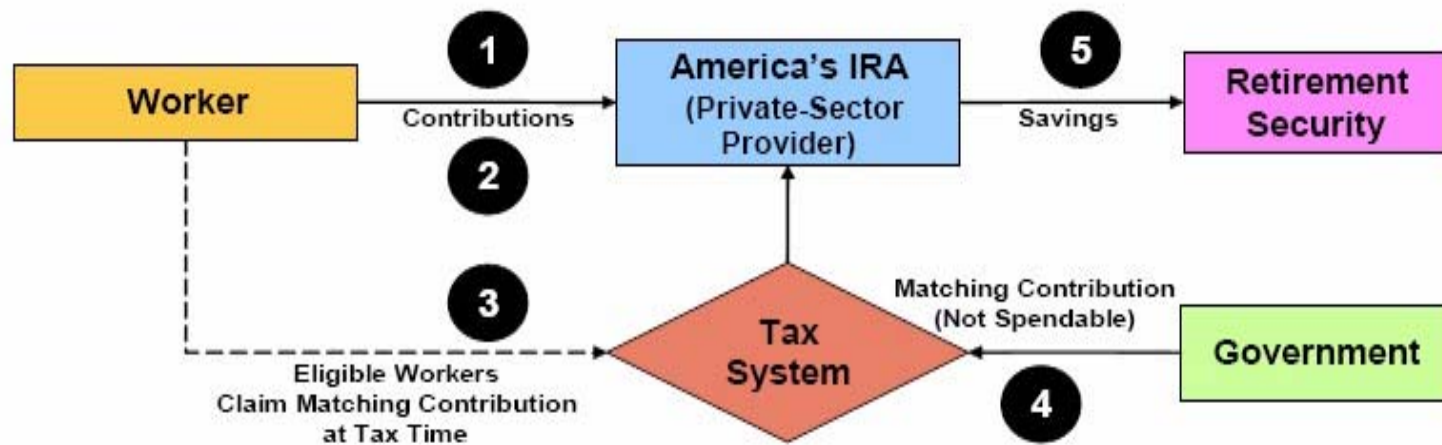 1
Worker
Contributions
2
America's IRA
(Private-Sector
Provider)
5
Savings
Retirement
Security
3
Eligible Workers
Claim Matching Contribution
at Tax Time
Tax
System
Matching Contribution
(Not Spendable)
4
Government